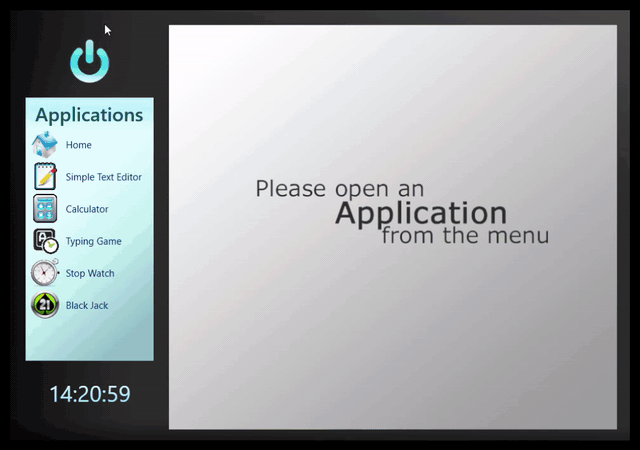 Applications
Home
Simple Text Editor
Calculator
A
Typing Game
Stop Watch
21
Black Jack
14:20:59
Please open an
Application
from the menu